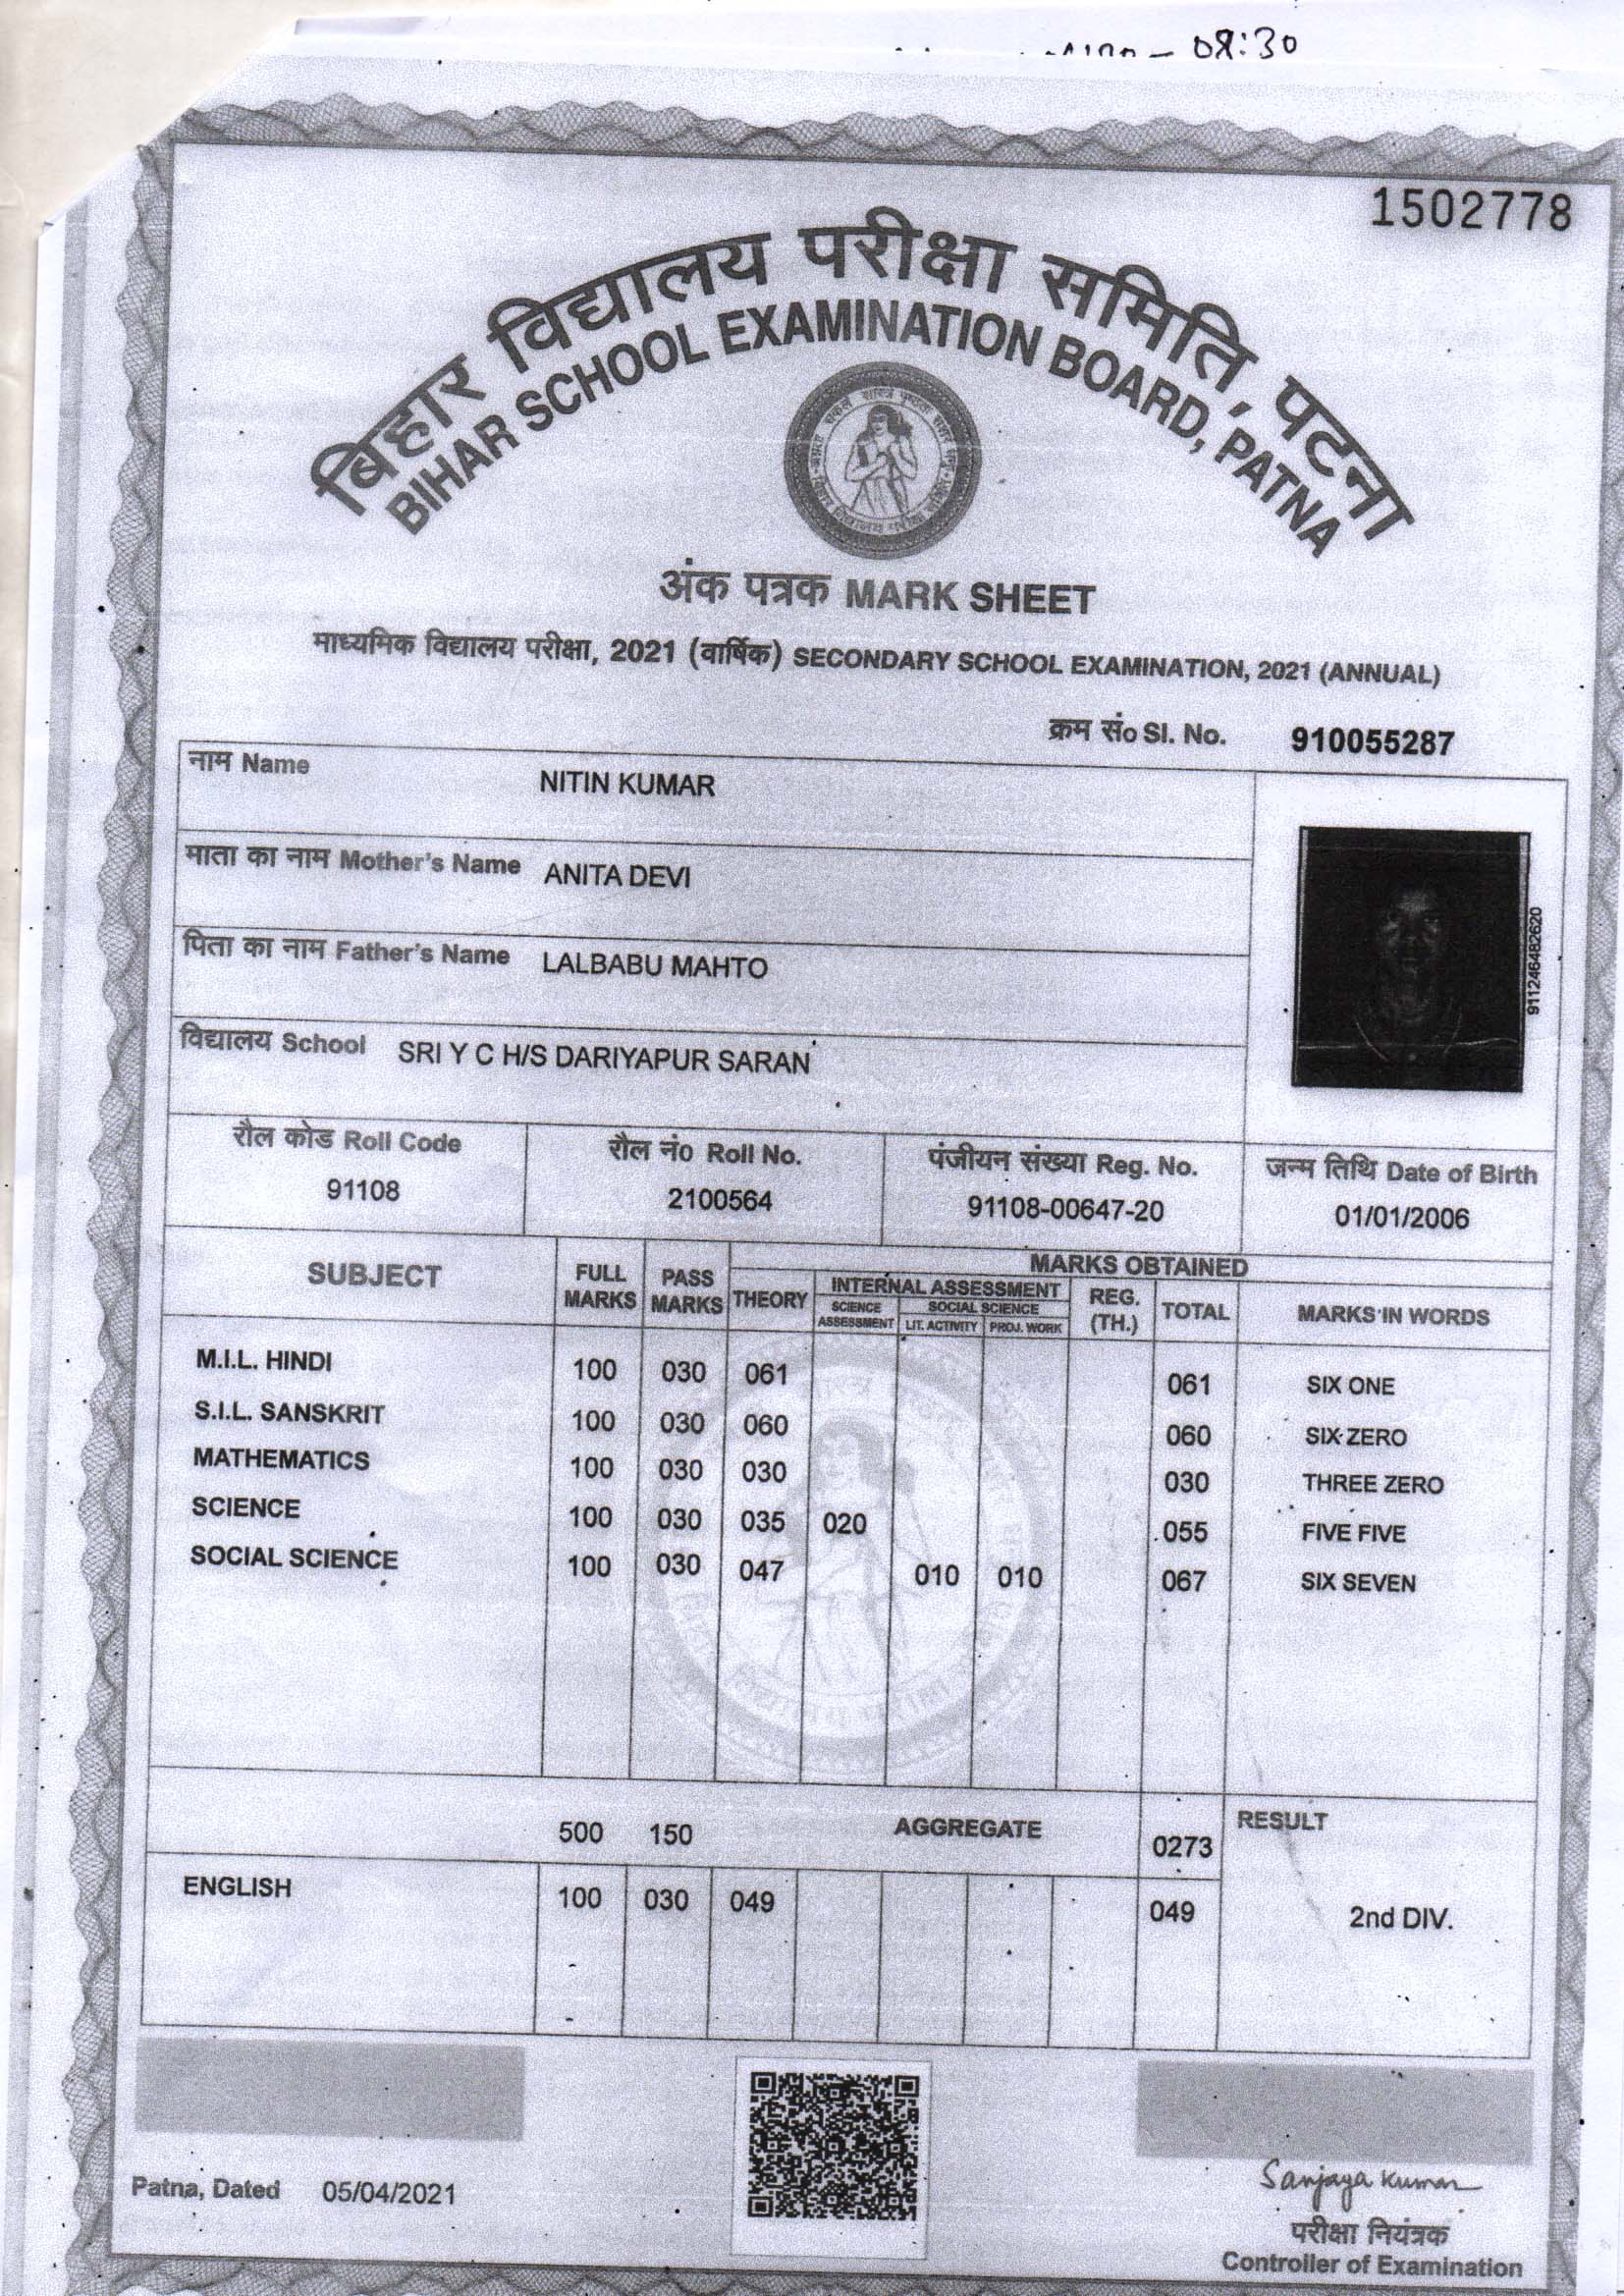 08:30
1502778
बिहार विद्यालय परीक्षा समिति, पटना
BIHAR SCHOOL EXAMINATION BOARD, PATNA
अंक पत्रक MARK SHEET
माध्यमिक विद्यालय परीक्षा, 2021 (वार्षिक) SECONDARY SCHOOL EXAMINATION, 2021 (ANNUAL)
क्रम सं० Sl. No. 910055287
नाम Name NITIN KUMAR
माता का नाम Mother's Name ANITA DEVI
पिता का नाम Father's Name LALBABU MAHTO
911246482620
विद्यालय School SRI Y C H/S DARIYAPUR SARAN
रौल कोड Roll Code रौल नं० Roll No. पंजीयन संख्या Reg. No. जन्म तिथि Date of Birth
91108 2100564 91108-00647-20 01/01/2006
SUBJECT FULL MARKS PASS MARKS MARKS OBTAINED
THEORY INTERNAL ASSESSMENT REG. (TH.) TOTAL MARKS IN WORDS
SCIENCE ASSESSMENT SOCIAL SCIENCE
LIT. ACTIVITY PROJ. WORK
M.I.L. HINDI 100 030 061 061 SIX ONE
S.I.L. SANSKRIT 100 030 060 060 SIX ZERO
MATHEMATICS 100 030 030 030 THREE ZERO
SCIENCE 100 030 035 020 055 FIVE FIVE
SOCIAL SCIENCE 100 030 047 010 010 067 SIX SEVEN
500 150 AGGREGATE 0273 RESULT
ENGLISH 100 030 049 049 2nd DIV.
Patna, Dated 05/04/2021
Sanjaya Kumar
परीक्षा नियंत्रक
Controller of Examination